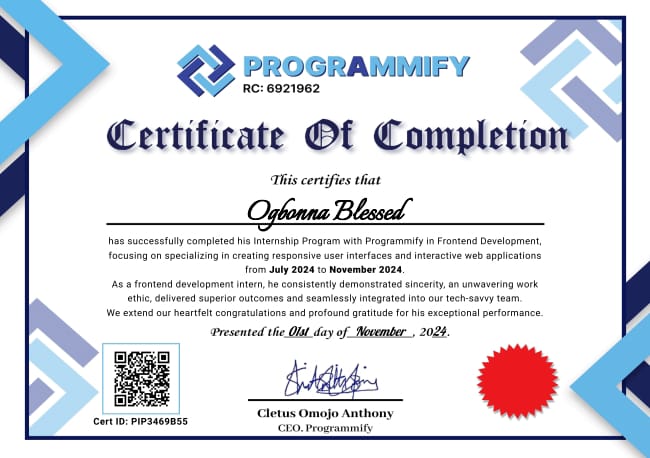 PROGRAMMIFY
RC: 6921962
Certificate Of Completion
This certifies that
Ogbonna Blessed
has successfully completed his Internship Program with Programmify in Frontend Development,
focusing on specializing in creating responsive user interfaces and interactive web applications
from July 2024 to November 2024.
As a frontend development intern, he consistently demonstrated sincerity, an unwavering work
ethic, delivered superior outcomes and seamlessly integrated into our tech-savvy team.
We extend our heartfelt congratulations and profound gratitude for his exceptional performance.
Presented the 01st day of November , 2024.
Cert ID: PIP3469B55
Cletus Omojo Anthony
CEO, Programmify